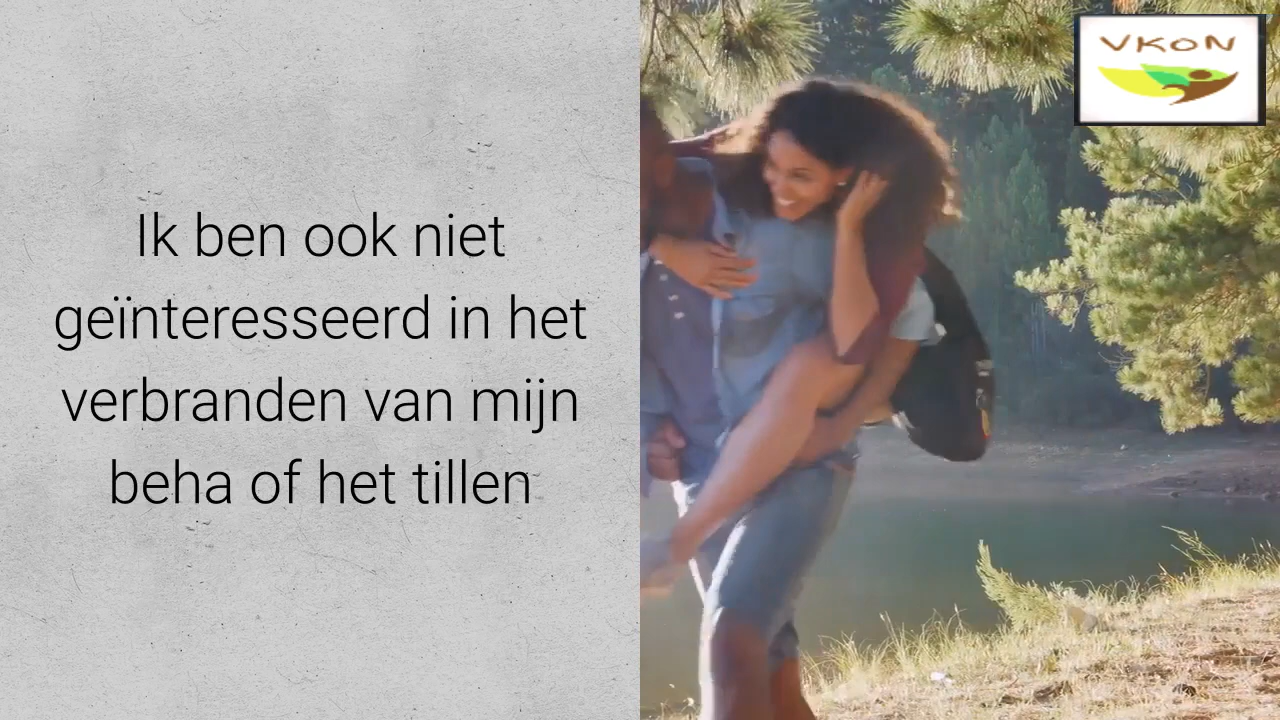 VKON
Ik ben ook niet
geïnteresseerd in het
verbranden van mijn
beha of het tillen